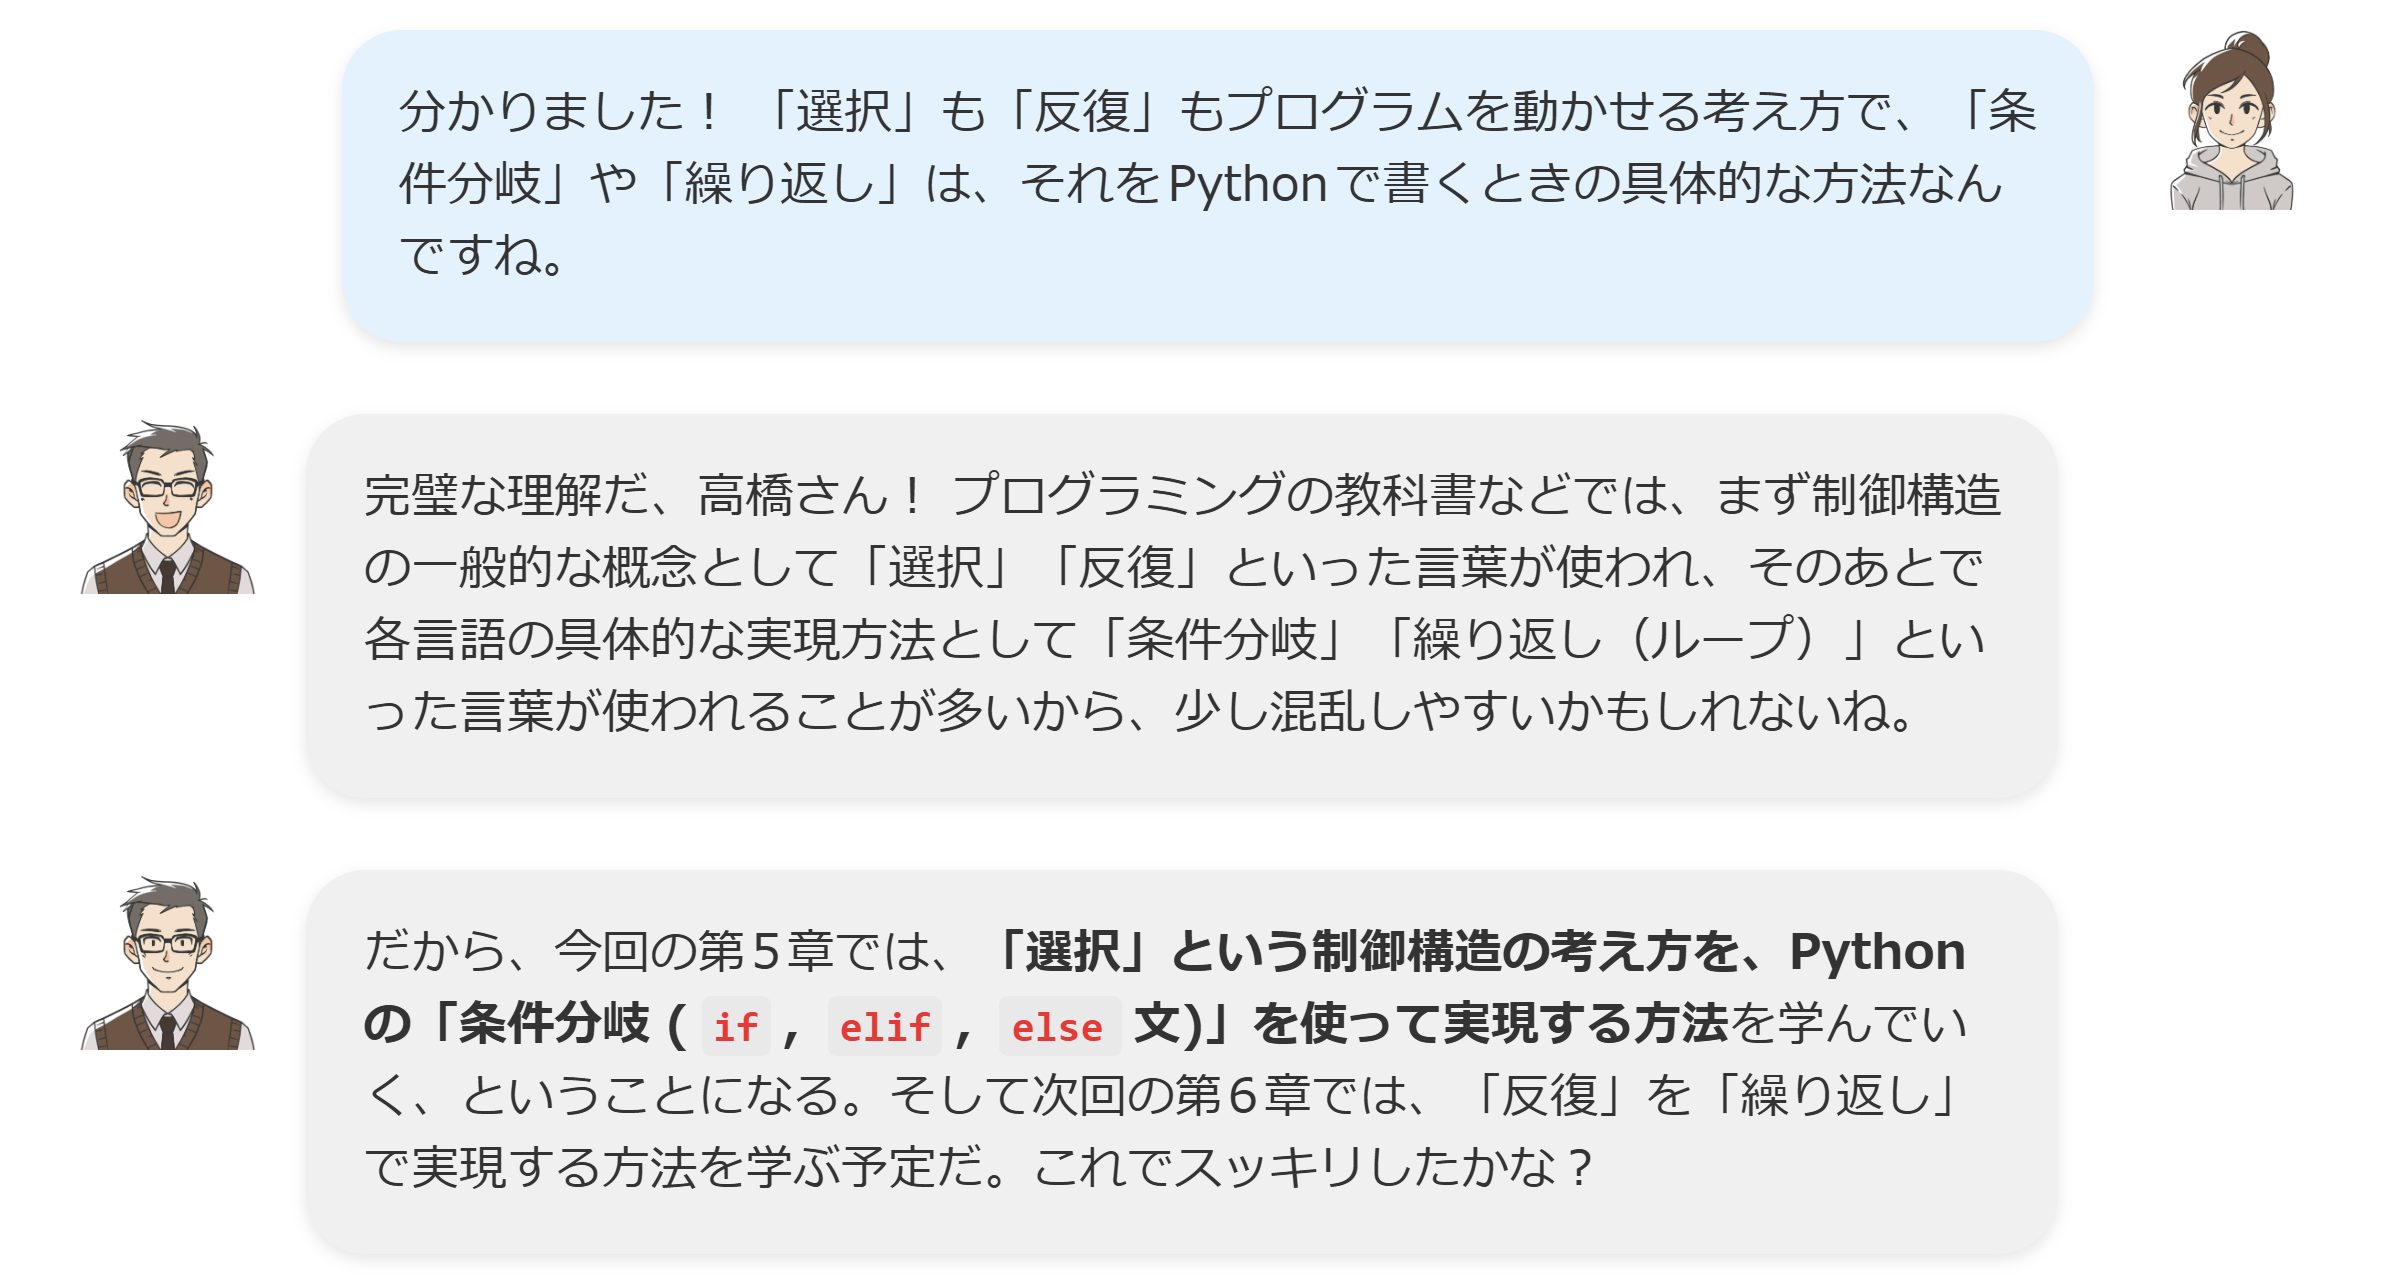 分かりました！ 「選択」も「反復」もプログラムを動かせる考え方で、「条
件分岐」や「繰り返し」は、それをPythonで書くときの具体的な方法なん
ですね。
完璧な理解だ、高橋さん！ プログラミングの教科書などでは、まず制御構造
の一般的な概念として「選択」「反復」といった言葉が使われ、そのあとで
各言語の具体的な実現方法として「条件分岐」「繰り返し（ループ）」とい
った言葉が使われることが多いから、少し混乱しやすいかもしれないね。
だから、今回の第５章では、「選択」という制御構造の考え方を、Python
の「条件分岐 ( if , elif , else 文)」を使って実現する方法を学んでい
く、ということになる。そして次回の第６章では、「反復」を「繰り返し」
で実現する方法を学ぶ予定だ。これでスッキリしたかな？